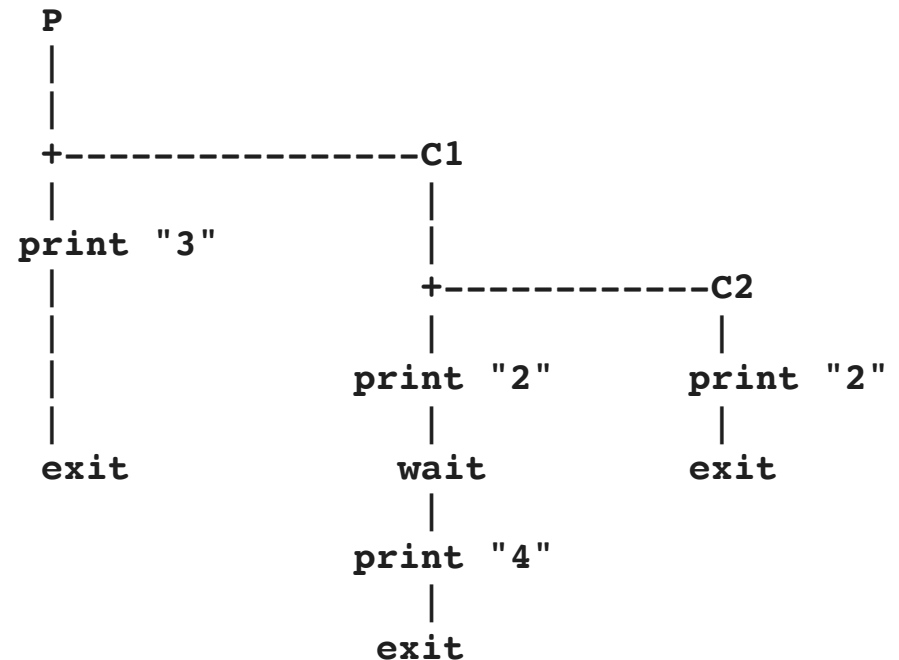 P
|
|
+----------------C1
| |
print "3" |
| +------------C2
| | |
| print "2" print "2"
| | |
exit wait exit
|
print "4"
|
exit